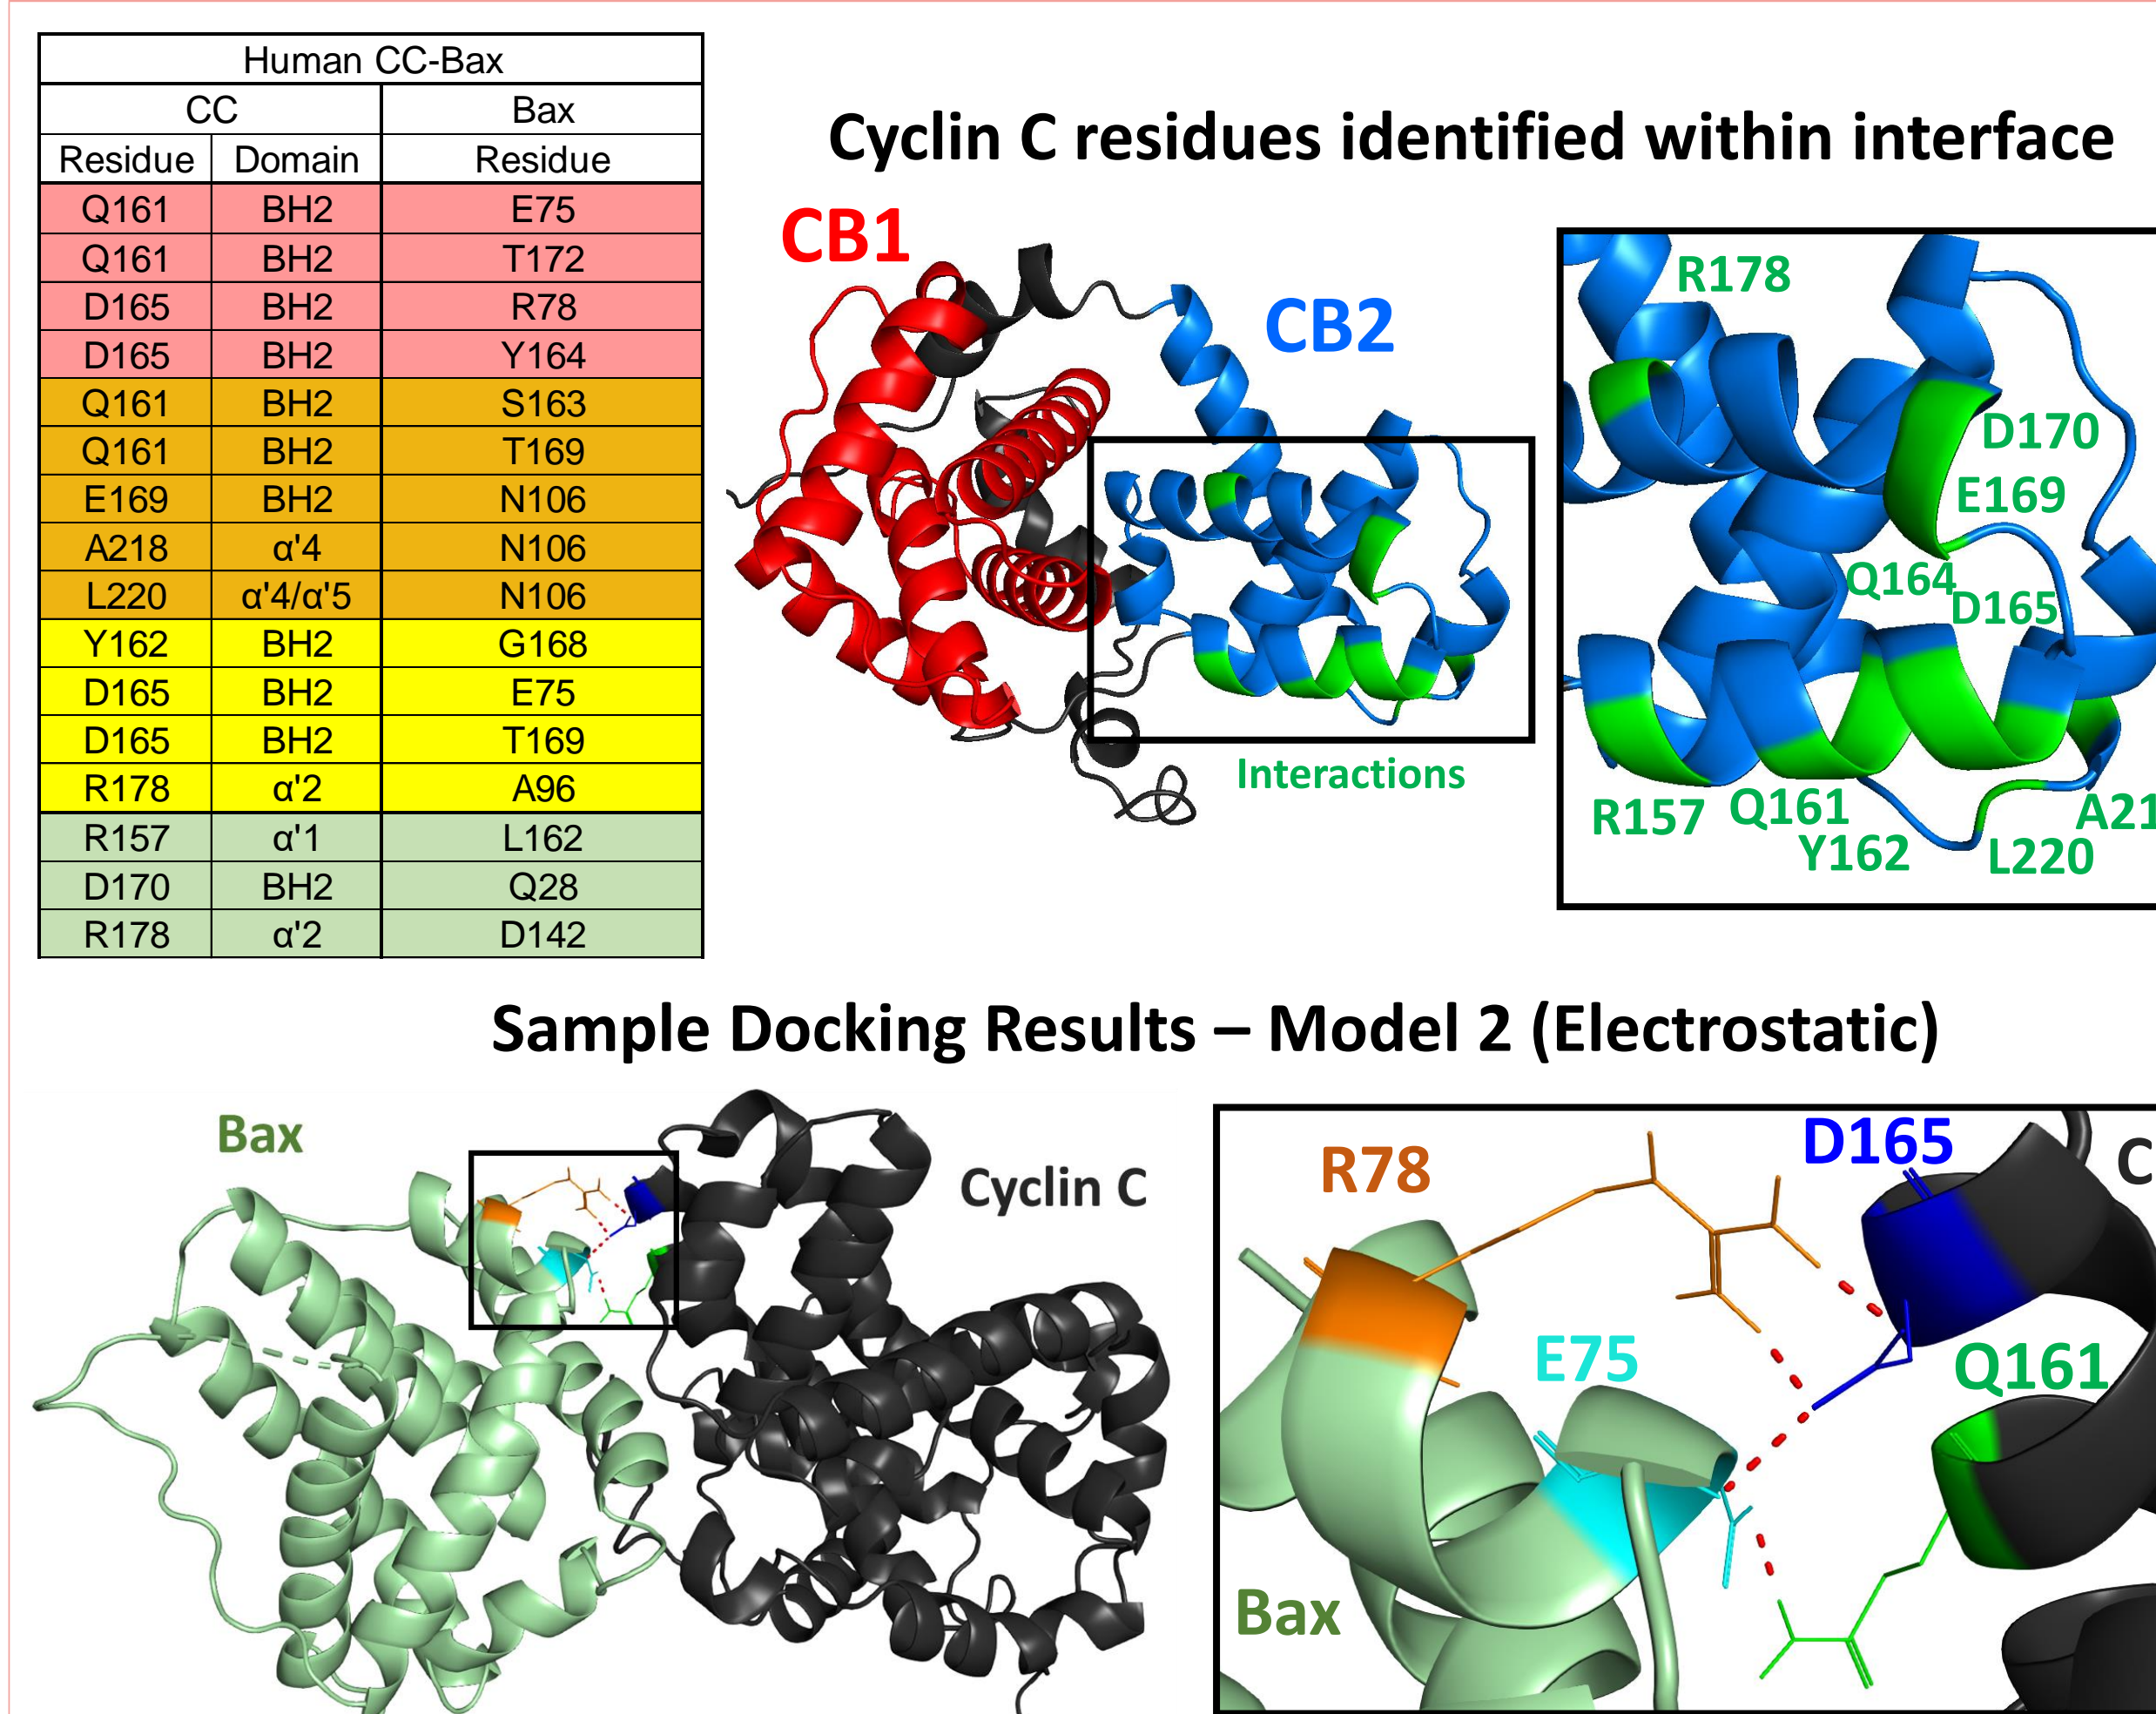 Human CC-Bax
CC Bax
Residue Domain Residue
Q161 BH2 E75
Q161 BH2 T172
D165 BH2 R78
D165 BH2 Y164
Q161 BH2 S163
Q161 BH2 T169
E169 BH2 N106
A218 α'4 N106
L220 α'4/α'5 N106
Y162 BH2 G168
D165 BH2 E75
D165 BH2 T169
R178 α'2 A96
R157 α'1 L162
D170 BH2 Q28
R178 α'2 D142
Cyclin C residues identified within interface
CB1
CB2
Interactions
R178
D170
E169
Q164
D165
R157
Q161
Y162
L220
A21
Sample Docking Results – Model 2 (Electrostatic)
Bax
Cyclin C
R78
D165
C
E75
Q161
Bax